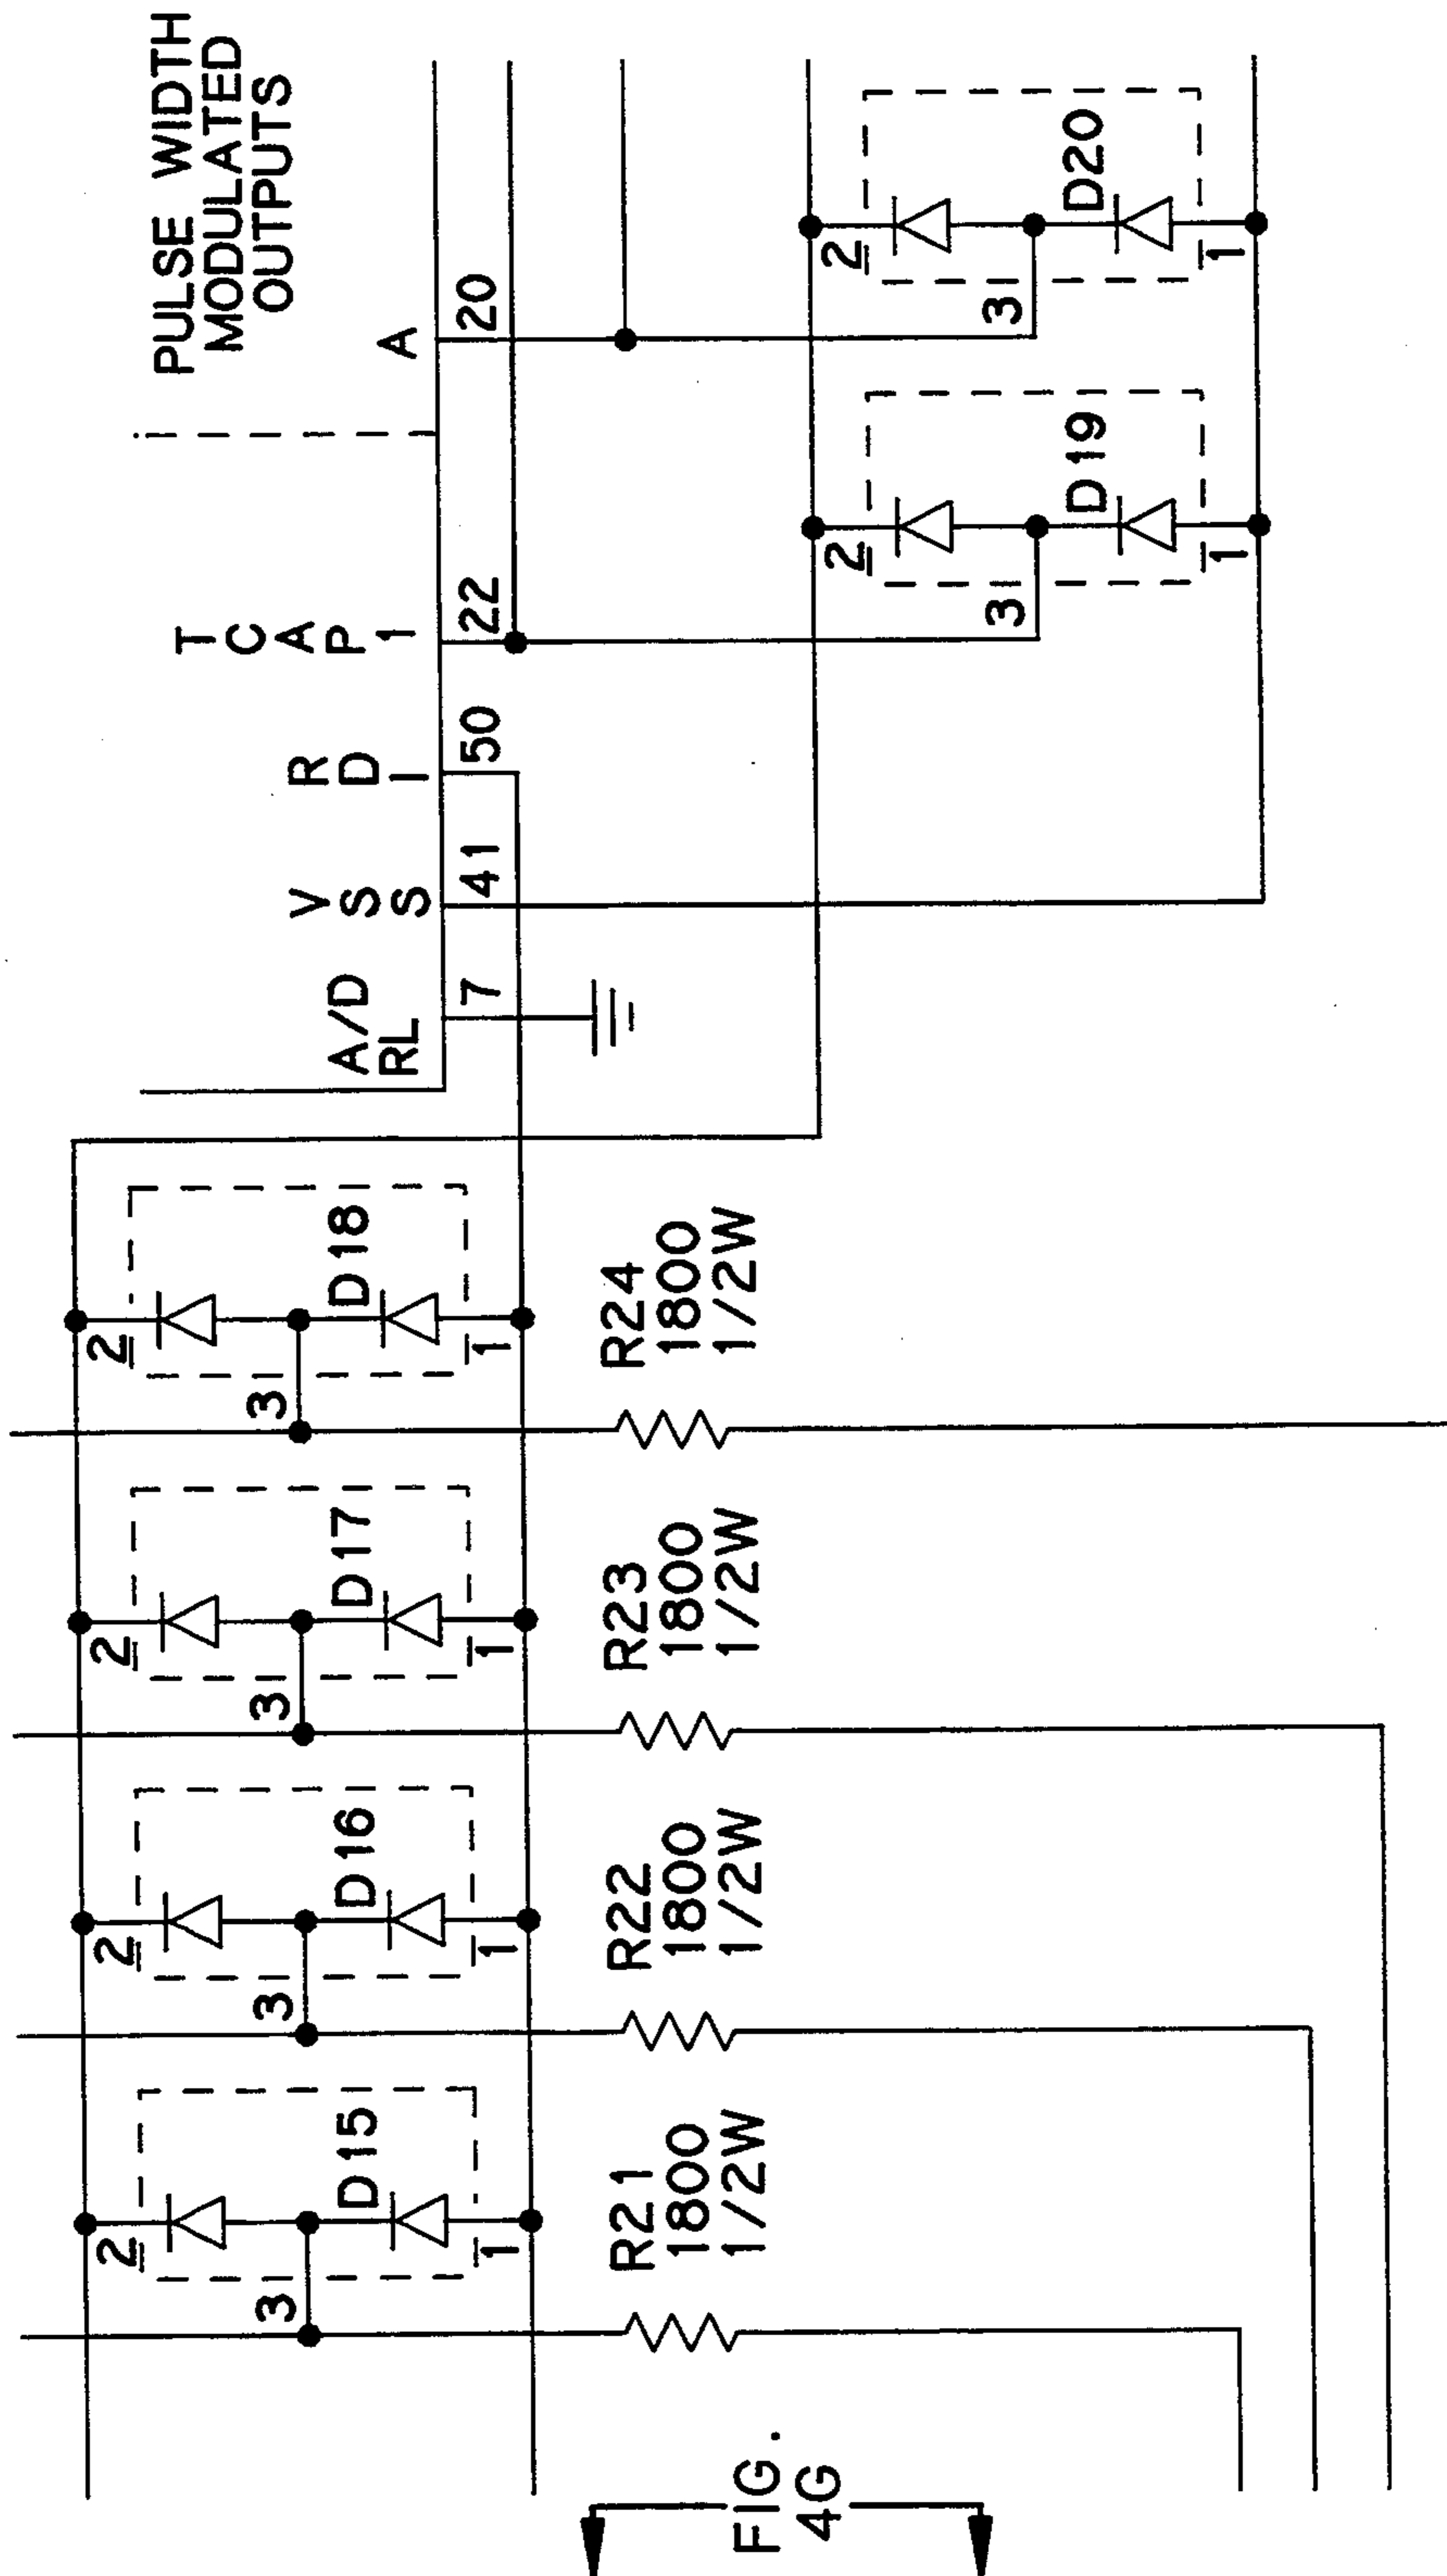 PULSE WIDTH
MODULATED
OUTPUTS
A/D
RL
V
S
S
R
D
I
T
C
A
P
1
A
7
41
50
22
20
2
D15
3
1
2
D16
3
1
2
D17
3
1
2
D18
3
1
R21
1800
1/2W
R22
1800
1/2W
R23
1800
1/2W
R24
1800
1/2W
2
D19
3
1
2
D20
3
1
FIG.
4G